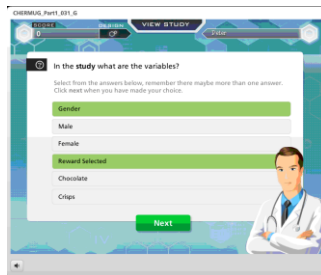 CHERMUG_Part1_031_G
SCORE
0
DESIGN
VIEW STUDY
In the study what are the variables?
Select from the answers below, remember there maybe more than one answer.
Click next when you have made your choice.
Gender
Male
Female
Reward Selected
Chocolate
Crisps
Next